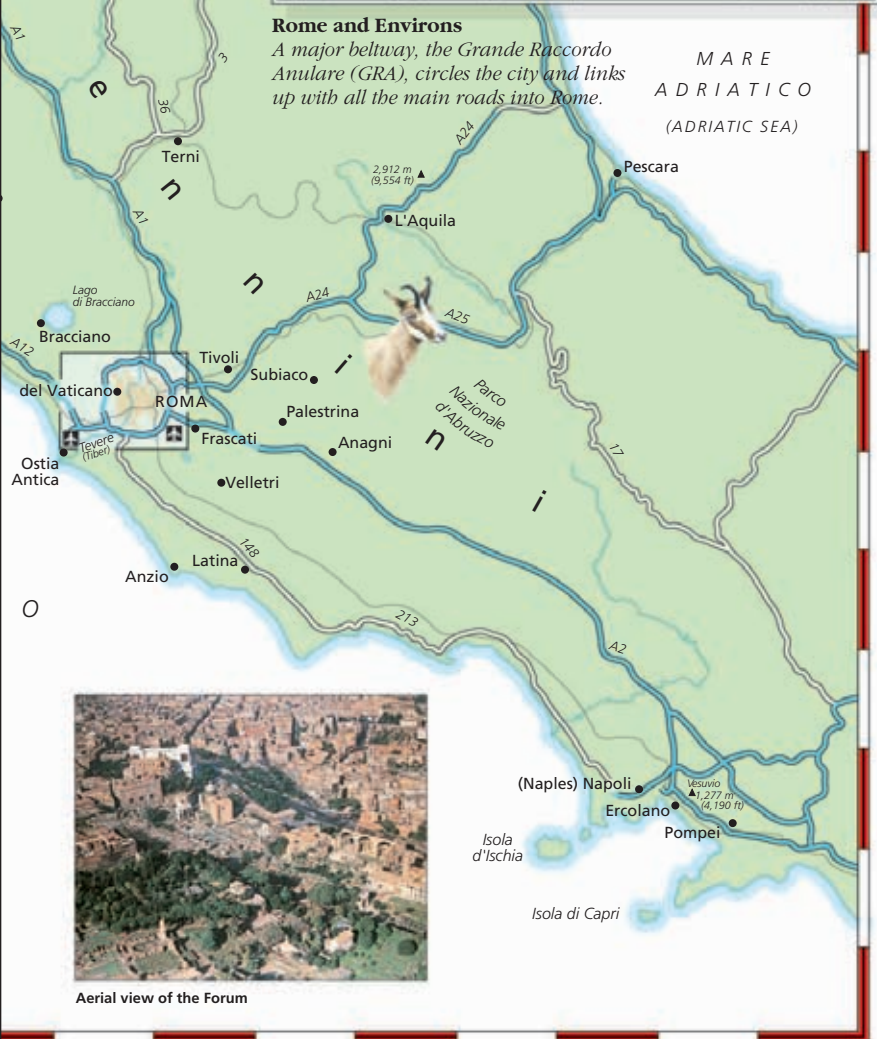 Rome and Environs
A major beltway, the Grande Raccordo
Anulare (GRA), circles the city and links
up with all the main roads into Rome.
MARE
ADRIATICO
(ADRIATIC SEA)
A1
e
3
36
Terni
n
A24
2,912 m
(9,554 ft)
Pescara
A1
L'Aquila
n
Lago
di Bracciano
A24
A25
Bracciano
A12
Tivoli
i
Subiaco
del Vaticano
ROMA
Parco
Nazionale
d'Abruzzo
Palestrina
Frascati
Anagni
n
17
Tevere
(Tiber)
Ostia
Antica
Velletri
i
148
Latina
Anzio
O
213
A2
(Naples) Napoli
Vesuvio
1,277 m
(4,190 ft)
Ercolano
Pompei
Isola
d'Ischia
Isola di Capri
Aerial view of the Forum